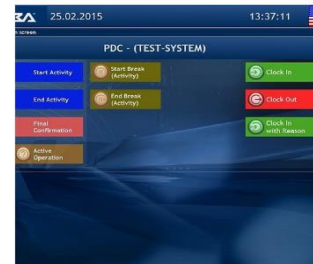 25.02.2015
13:37:11
screen
PDC - (TEST-SYSTEM)
Start Activity
Start Break
(Activity)
Clock In
End Activity
End Break
(Activity)
Clock Out
Final
Confirmation
Clock In
with Reason
Active
Operation